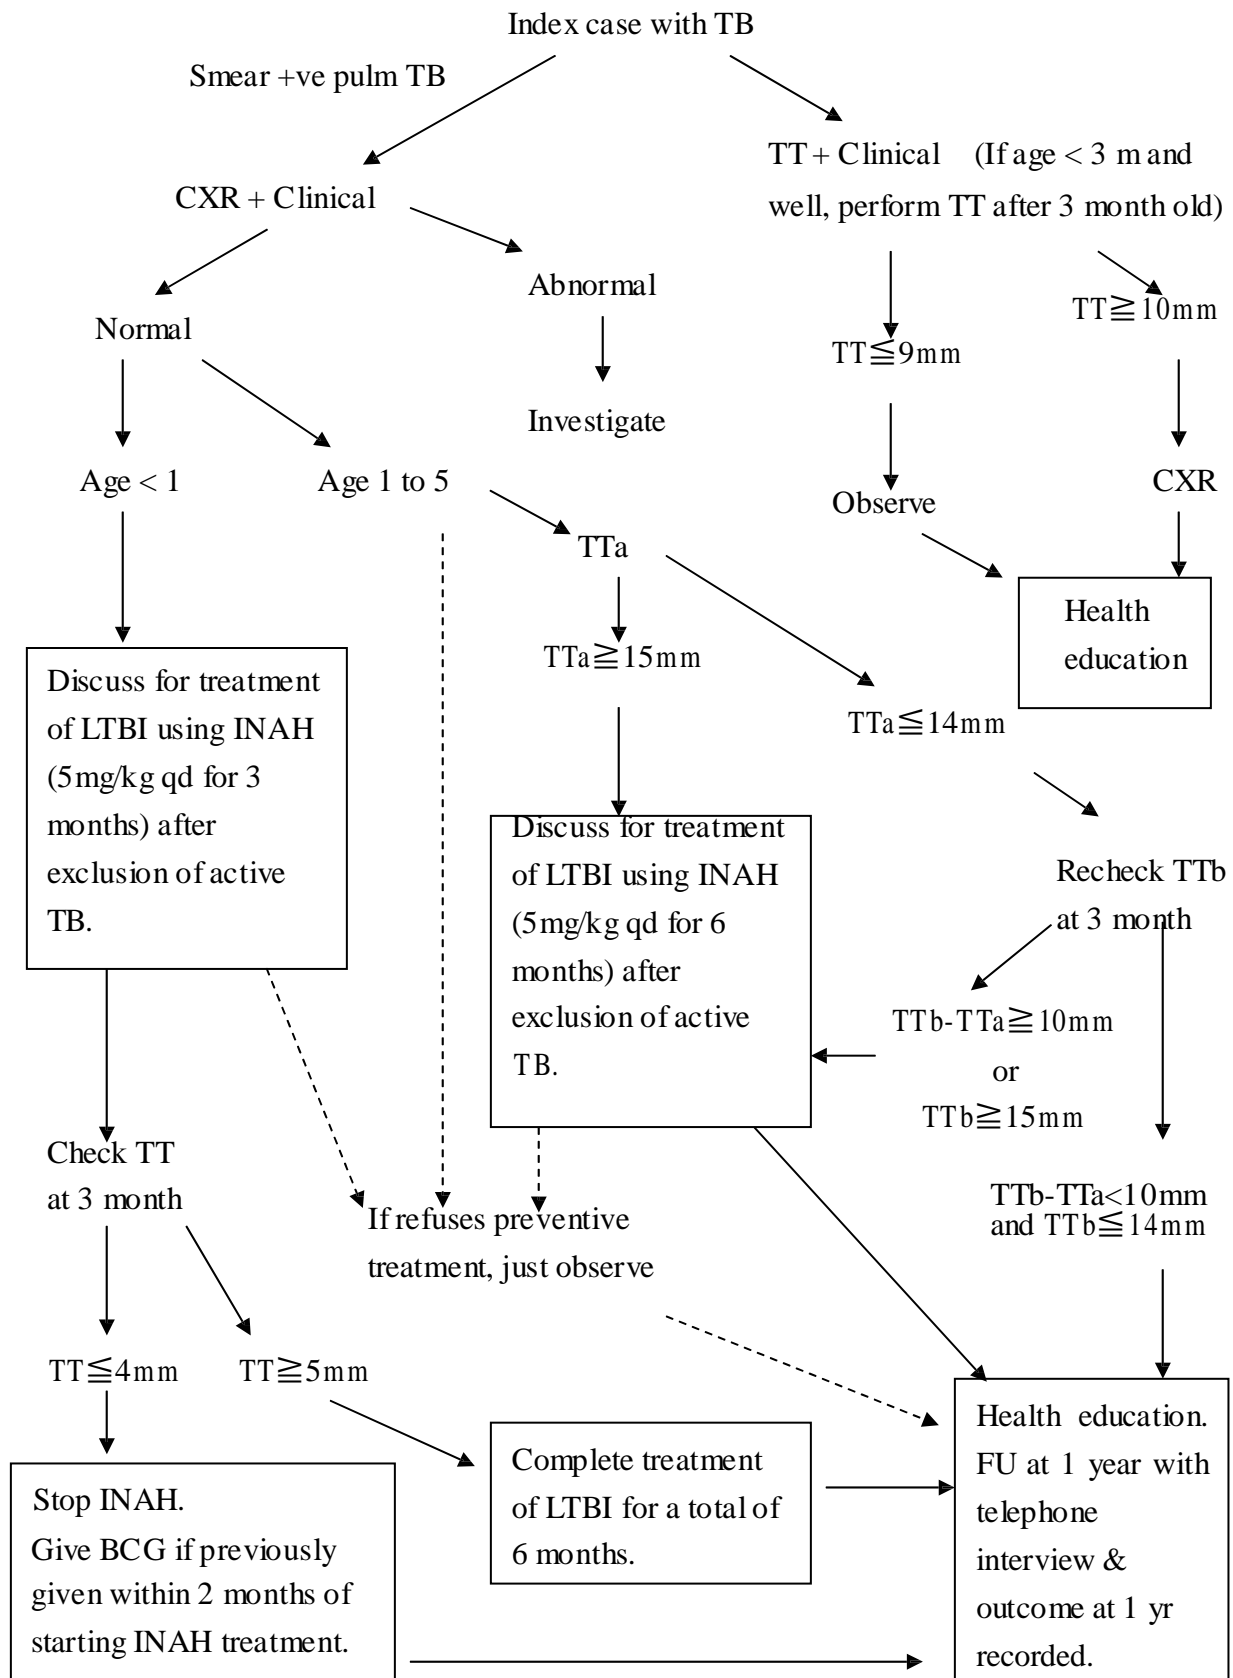 Index case with TB
Smear +ve pulm TB
TT + Clinical (If age < 3 m and
well, perform TT after 3 month old)
CXR + Clinical
Abnormal
Normal
TT≧10mm
TT≦9mm
Investigate
Age < 1
Age 1 to 5
CXR
Observe
TTa
Health
education
TTa≧15mm
TTa≦14mm
Discuss for treatment
of LTBI using INAH
(5mg/kg qd for 3
months) after
exclusion of active
TB.
Discuss for treatment
of LTBI using INAH
(5mg/kg qd for 6
months) after
exclusion of active
TB.
Recheck TTb
at 3 month
TTb-TTa≧10mm
or
TTb≧15mm
Check TT
at 3 month
TTb-TTa<10mm
and TTb≦14mm
If refuses preventive
treatment, just observe
TT≦4mm
TT≧5mm
Stop INAH.
Give BCG if previously
given within 2 months of
starting INAH treatment.
Complete treatment
of LTBI for a total of
6 months.
Health education.
FU at 1 year with
telephone
interview &
outcome at 1 yr
recorded.